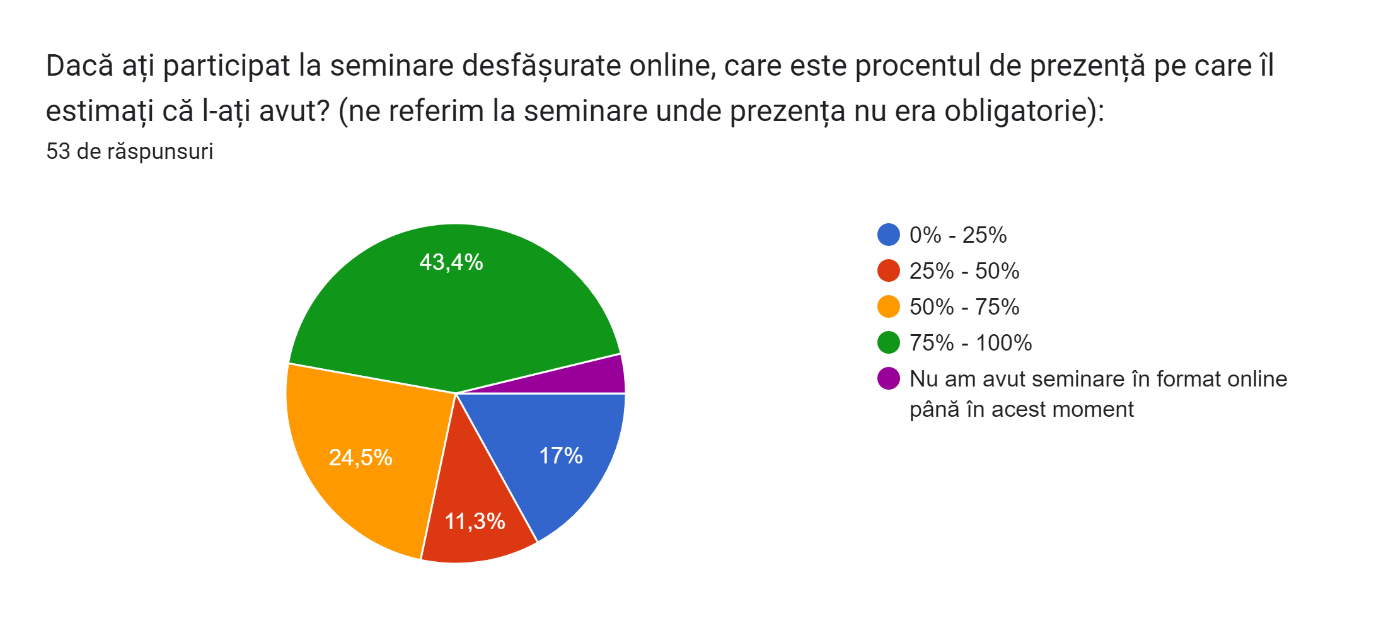 Dacă ați participat la seminare desfășurate online, care este procentul de prezență pe care îl
estimați că l-ați avut? (ne referim la seminare unde prezența nu era obligatorie):
53 de răspunsuri
43,4%
24,5%
17%
11,3%
0% - 25%
25% - 50%
50% - 75%
75% - 100%
Nu am avut seminare în format online
până în acest moment